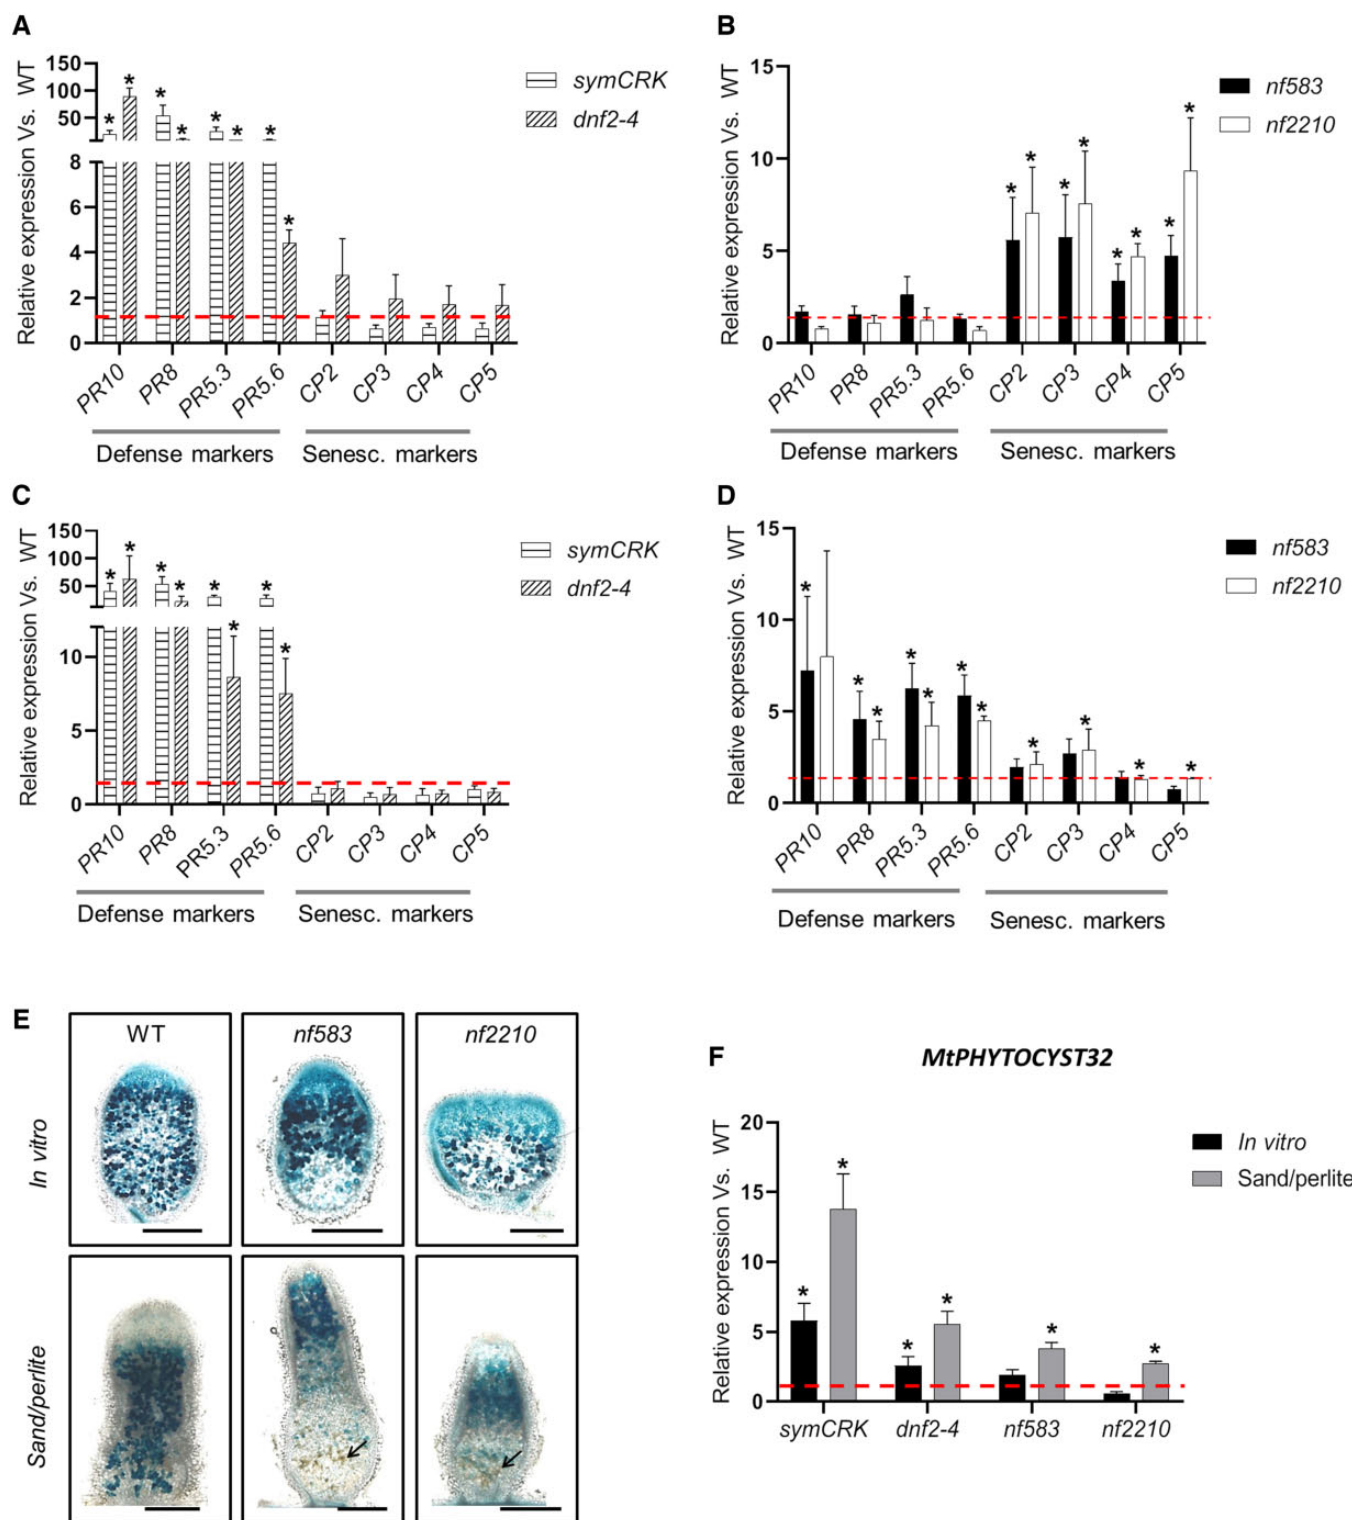 A
Relative expression Vs. WT
150
100
50
8
6
4
2
0
*
*
*
*
*
*
*
*
symCRK
dnf2-4
PR10
PR8
PR5.3
PR5.6
CP2
CP3
CP4
CP5
Defense markers
Senesc. markers
B
Relative expression Vs. WT
15
10
5
0
*
*
*
*
*
*
*
*
nf583
nf2210
PR10
PR8
PR5.3
PR5.6
CP2
CP3
CP4
CP5
Defense markers
Senesc. markers
C
Relative expression Vs. WT
150
100
50
10
5
0
*
*
*
*
*
*
*
*
symCRK
dnf2-4
PR10
PR8
PR5.3
PR5.6
CP2
CP3
CP4
CP5
Defense markers
Senesc. markers
D
Relative expression Vs. WT
15
10
5
0
*
*
*
*
*
*
*
*
*
*
*
nf583
nf2210
PR10
PR8
PR5.3
PR5.6
CP2
CP3
CP4
CP5
Defense markers
Senesc. markers
E
WT
nf583
nf2210
In vitro
Sand/perlite
F
MtPHYTOCYST32
Relative expression Vs. WT
20
15
10
5
0
*
*
*
*
*
*
In vitro
Sand/perlite
symCRK
dnf2-4
nf583
nf2210